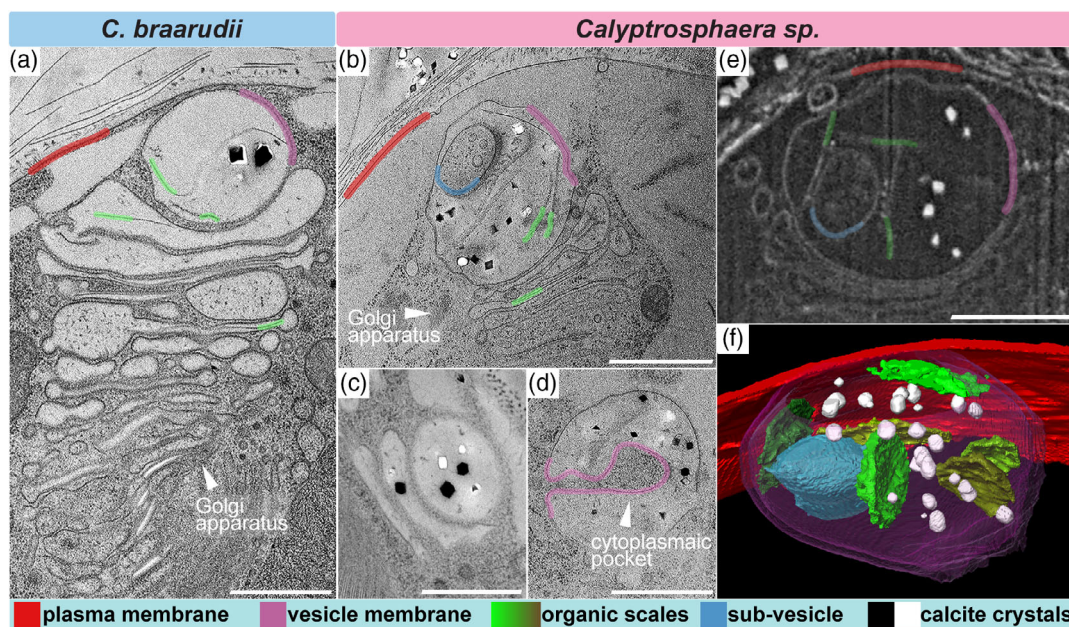 C. braarudii
Calyptrosphaera sp.
(a)
(b)
(e)
Golgi
apparatus
(f)
(c)
(d)
Golgi
apparatus
cytoplasmaic
pocket
plasma membrane
vesicle membrane
organic scales
sub-vesicle
calcite crystals